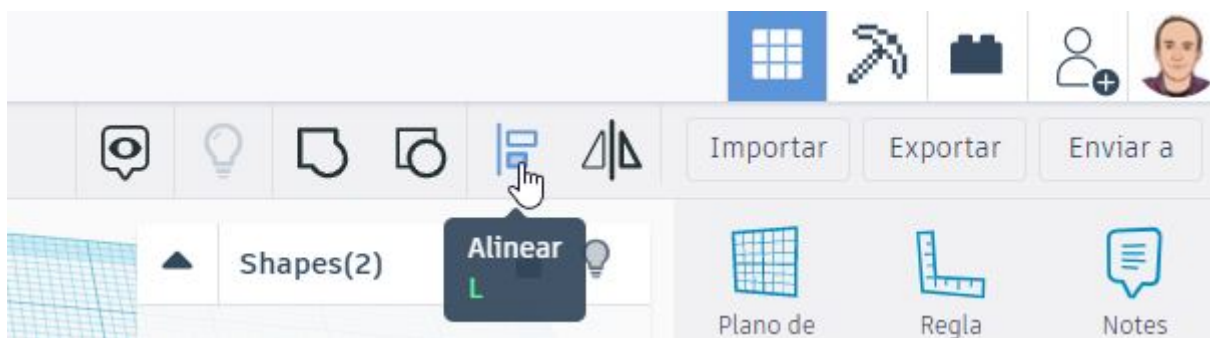 Importar
Exportar
Enviar a
Shapes(2)
Alinear
L
Plano de
Regla
Notes